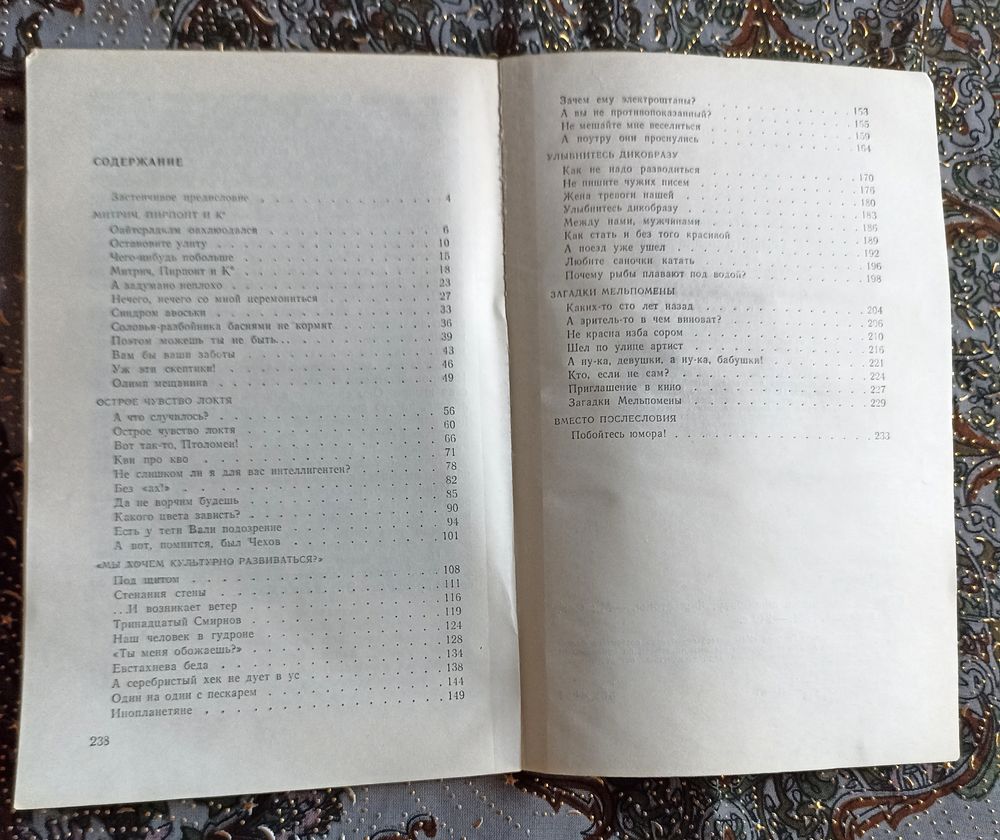 СОДЕРЖАНИЕ
Застенчивое предисловие . . . 4
МИТРИЧ, ПИРПОНТ И К°
6
Остановите улиту . . . 10
Чего-нибудь побольше . . . 15
Митрич, Пирпонт и К° . . . 18
А задумано неплохо . . . 23
Нечего, нечего со мной церемониться . . . 27
Синдром авоськи . . . 33
Соловья-разбойника баснями не кормят . . . 36
Поэтом можешь ты не быть... . . . 39
Вам бы ваши заботы . . . 43
Уж эти скептики! . . . 46
Олимп мещанина . . . 49
ОСТРОЕ ЧУВСТВО ЛОКТЯ
А что случилось? . . . 56
Острое чувство локтя . . . 60
Вот так-то, Птоломеи! . . . 66
Кви про кво . . . 71
Не слишком ли я для вас интеллигентен? . . . 78
Без «ах!» . . . 82
Да не ворчим будешь . . . 85
Какого цвета зависть? . . . 90
Есть у тети Вали подозрение . . . 94
А вот, помнится, был Чехов . . . 101
«МЫ ХОЧЕМ КУЛЬТУРНО РАЗВИВАТЬСЯ?»
Под щитом . . . 108
Стенания стены . . . 111
...И возникает ветер . . . 116
Тринадцатый Смирнов . . . 119
Наш человек в гудроне . . . 124
«Ты меня обожаешь?» . . . 128
Евстахиева беда . . . 134
А серебристый хек не дует в ус . . . 138
Один на один с пескарем . . . 144
Инопланетяне . . . 149
238
Зачем ему электроштаны? . . . 153
А вы не противопоказанный? . . . 155
Не мешайте мне веселиться . . . 159
А поутру они проснулись . . . 164
УЛЫБНИТЕСЬ ДИКОБРАЗУ
Как не надо разводиться . . . 170
Не пишите чужих писем . . . 176
Жена тревоги нашей . . . 180
Улыбнитесь дикобразу . . . 183
Между нами, мужчинами . . . 186
Как стать и без того красивой . . . 189
А поезд уже ушел . . . 192
Любите саночки катать . . . 196
Почему рыбы плавают под водой? . . . 198
ЗАГАДКИ МЕЛЬПОМЕНЫ
Каких-то сто лет назад . . . 204
А зритель-то в чем виноват? . . . 206
Не красна изба сором . . . 210
Шел по улице артист . . . 216
А ну-ка, девушки, а ну-ка, бабушки! . . . 221
Кто, если не сам? . . . 224
Приглашение в кино . . . 227
Загадки Мельпомены . . . 229
ВМЕСТО ПОСЛЕСЛОВИЯ
Побойтесь юмора! . . . 233